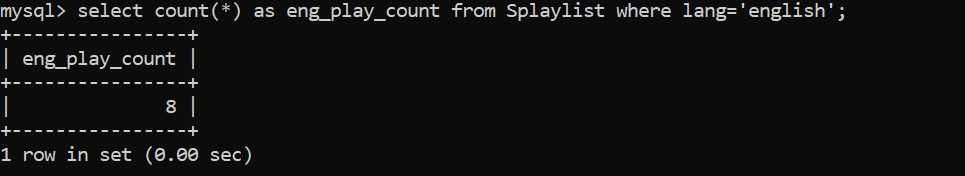 mysql> select count(*) as eng_play_count from Splaylist where lang='english';
+----------------+
| eng_play_count |
+----------------+
|              8 |
+----------------+
1 row in set (0.00 sec)